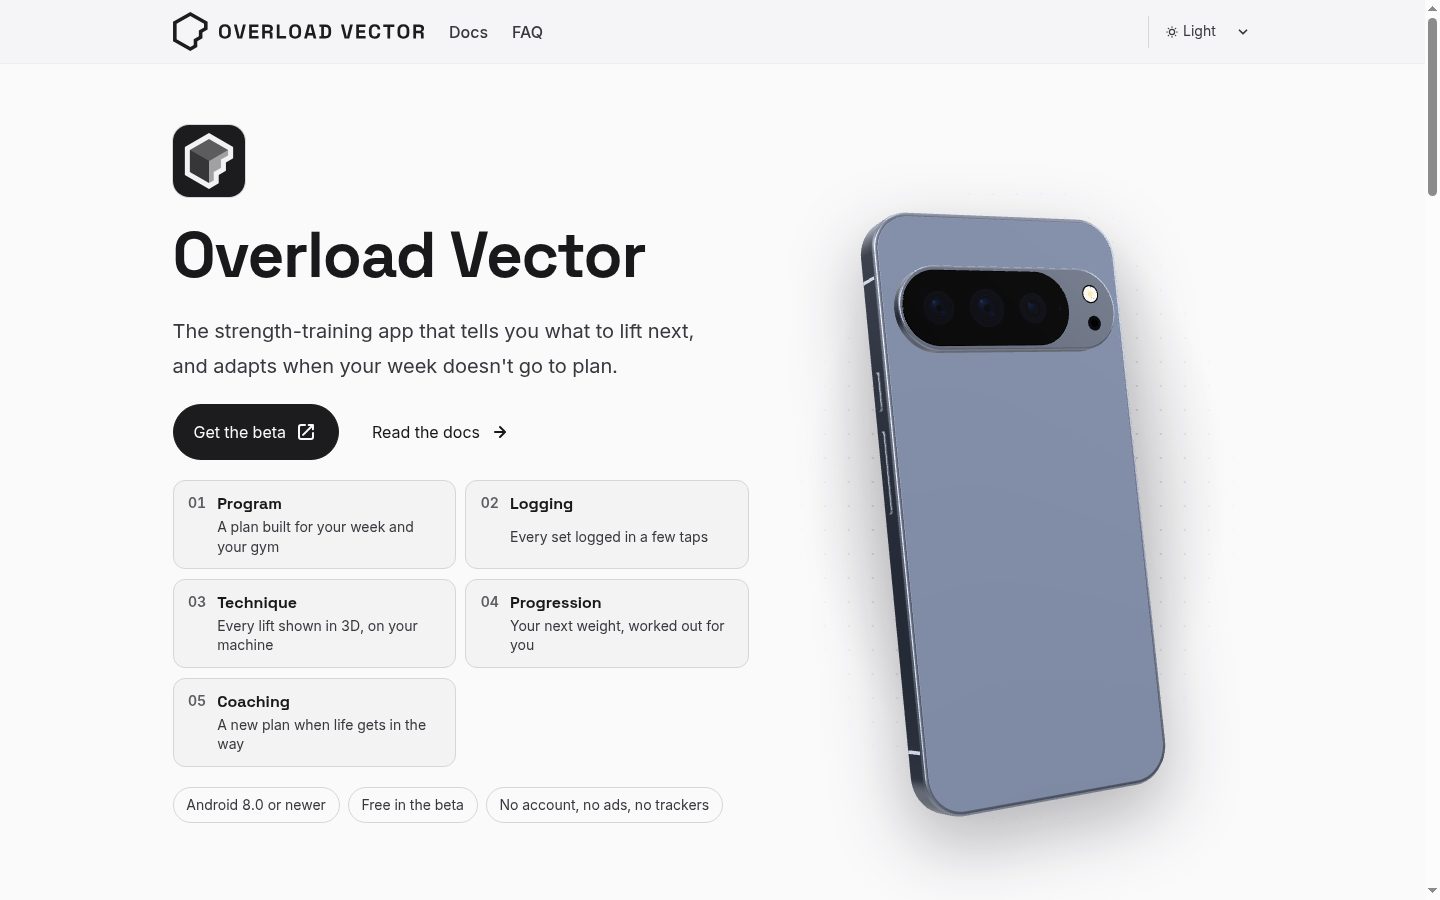 OVERLOAD VECTOR
Docs
FAQ
Light
Overload Vector
The strength-training app that tells you what to lift next,
and adapts when your week doesn't go to plan.
Get the beta
Read the docs
01 Program
A plan built for your week and
your gym
02 Logging
Every set logged in a few taps
03 Technique
Every lift shown in 3D, on your
machine
04 Progression
Your next weight, worked out for
you
05 Coaching
A new plan when life gets in the
way
Android 8.0 or newer
Free in the beta
No account, no ads, no trackers